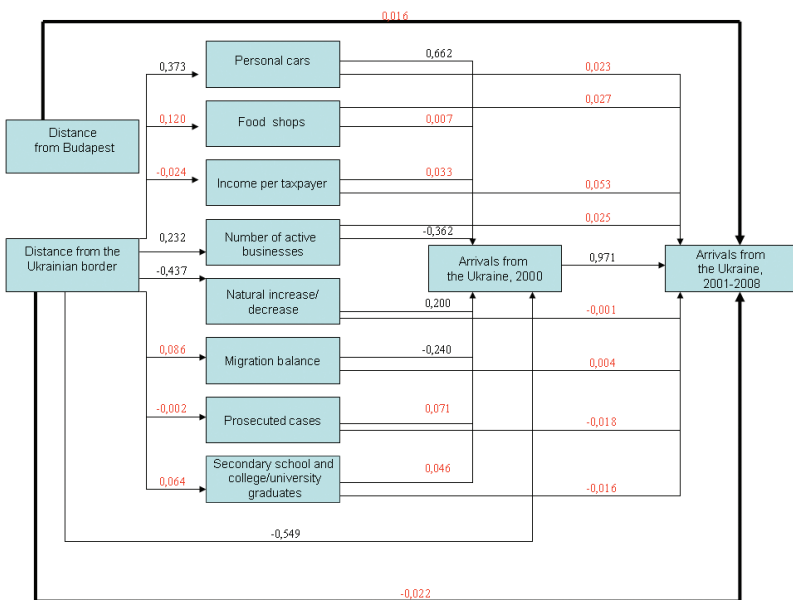 0,016
Personal cars
0,662
0,373
0,023
0,027
Distance
from Budapest
0,120
Food shops
0,007
-0,024
Income per taxpayer
0,033
0,053
0,025
Distance from the
Ukrainian border
0,232
Number of active
businesses
-0,362
Arrivals from
the Ukraine, 2000
0,971
Arrivals from
the Ukraine,
2001-2008
-0,437
Natural increase/
decrease
0,200
-0,001
0,086
Migration balance
-0,240
0,004
-0,002
Prosecuted cases
0,071
-0,018
0,064
Secondary school and
college/university
graduates
0,046
-0,016
-0,549
-0,022